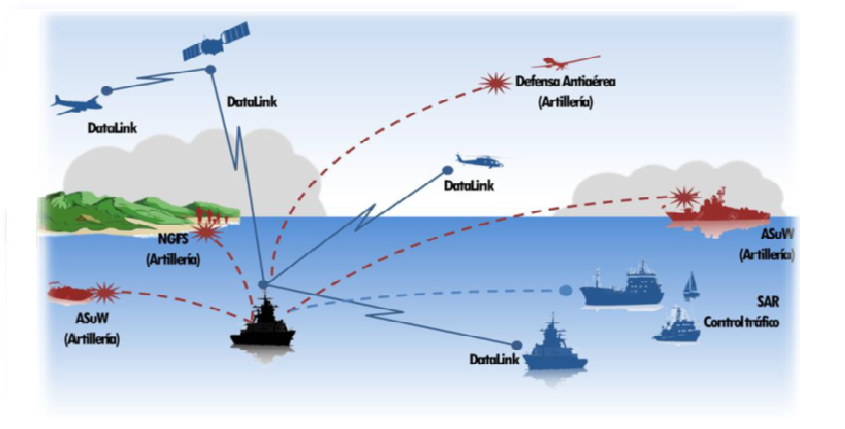 Defensa Antiaérea
(Artillería)
DataLink
DataLink
DataLink
NGFS
(Artillería)
ASuW
(Artillería)
SAR
Control tráfico
ASuW
(Artillería)
DataLink